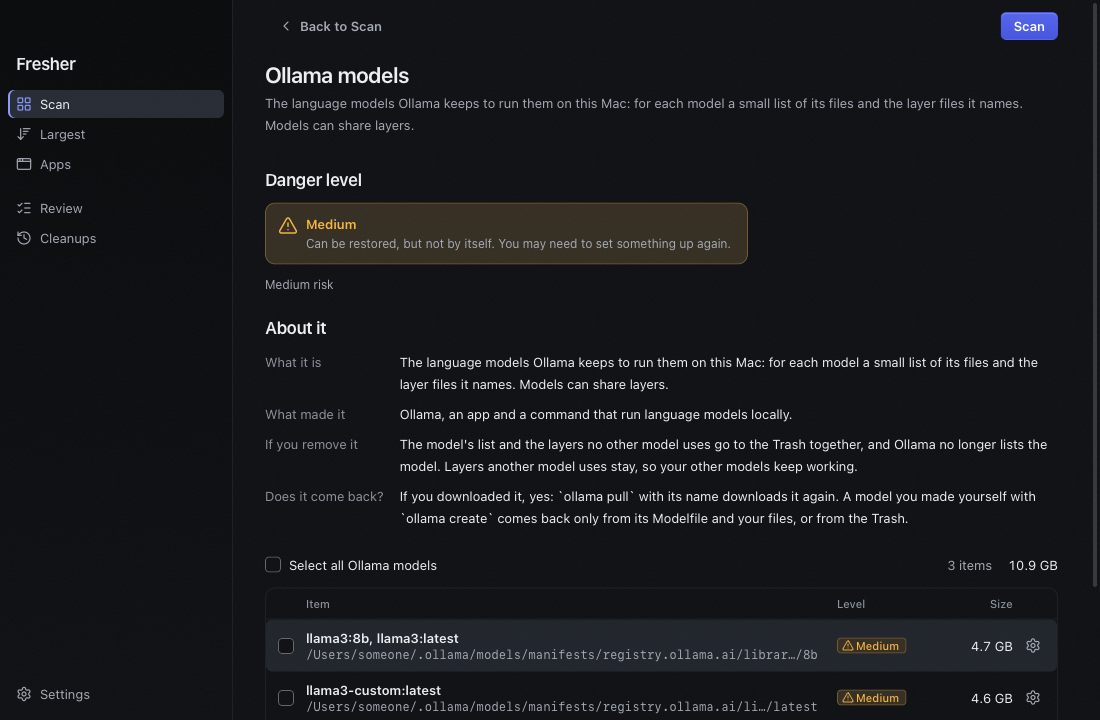 Back to Scan
Scan
Fresher
Scan
Largest
Apps
Review
Cleanups
Settings
Ollama models
The language models Ollama keeps to run them on this Mac: for each model a small list of its files and the layer files it names.
Models can share layers.
Danger level
Medium
Can be restored, but not by itself. You may need to set something up again.
Medium risk
About it
What it is
The language models Ollama keeps to run them on this Mac: for each model a small list of its files and the
layer files it names. Models can share layers.
What made it
Ollama, an app and a command that run language models locally.
If you remove it
The model's list and the layers no other model uses go to the Trash together, and Ollama no longer lists the
model. Layers another model uses stay, so your other models keep working.
Does it come back?
If you downloaded it, yes: `ollama pull` with its name downloads it again. A model you made yourself with
`ollama create` comes back only from its Modelfile and your files, or from the Trash.
Select all Ollama models
3 items 10.9 GB
Item Level Size
llama3:8b, llama3:latest
/Users/someone/.ollama/models/manifests/registry.ollama.ai/librar…/8b
Medium
4.7 GB
llama3-custom:latest
/Users/someone/.ollama/models/manifests/registry.ollama.ai/li…/latest
Medium
4.6 GB